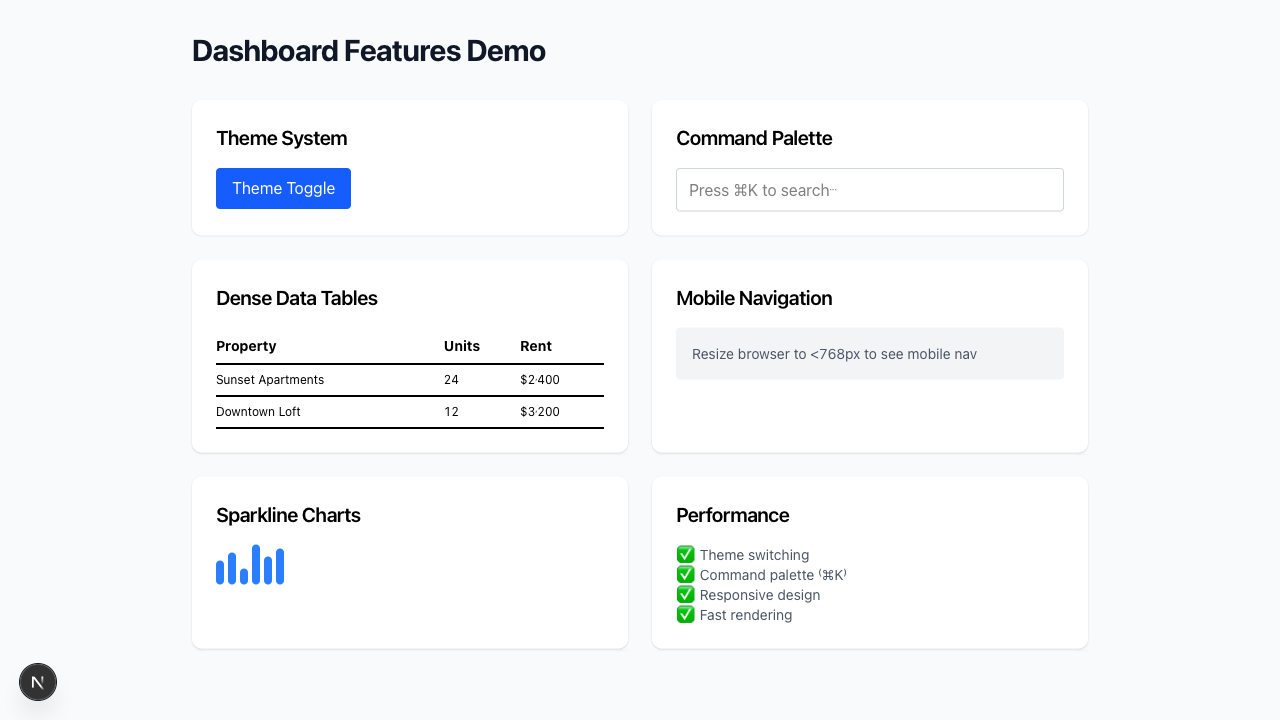 Dashboard Features Demo
Theme System
Theme Toggle
Command Palette
Press ⌘K to search...
Dense Data Tables
Property Units Rent
Sunset Apartments 24 $2,400
Downtown Loft 12 $3,200
Mobile Navigation
Resize browser to <768px to see mobile nav
Sparkline Charts
Performance
✅ Theme switching
✅ Command palette (⌘K)
✅ Responsive design
✅ Fast rendering
N